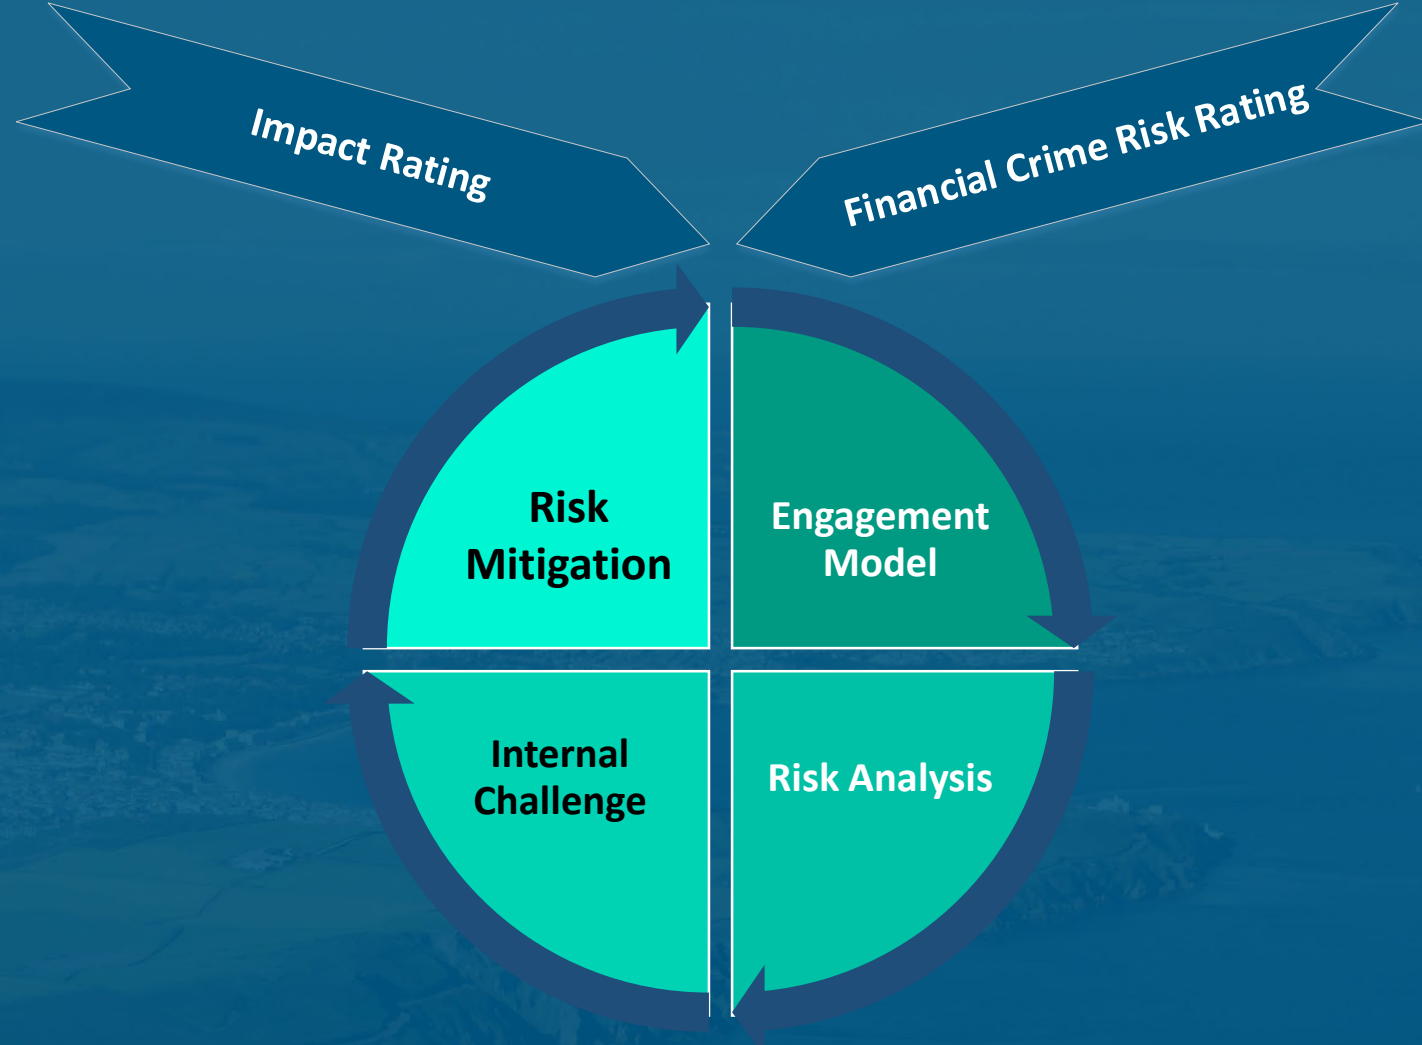 Impact Rating
Financial Crime Risk Rating
Risk
Mitigation
Engagement
Model
Internal
Challenge
Risk Analysis